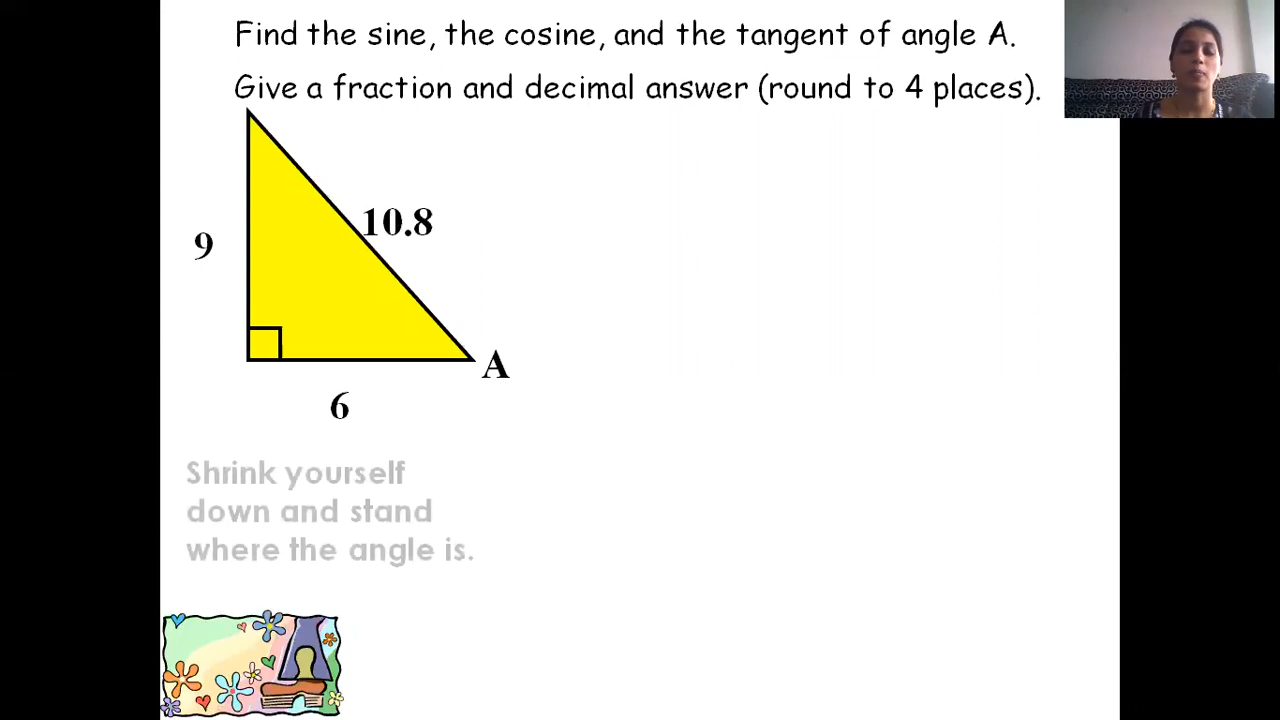 Find the sine, the cosine, and the tangent of angle A.
Give a fraction and decimal answer (round to 4 places).
10.8
9
A
6
Shrink yourself
down and stand
where the angle is.